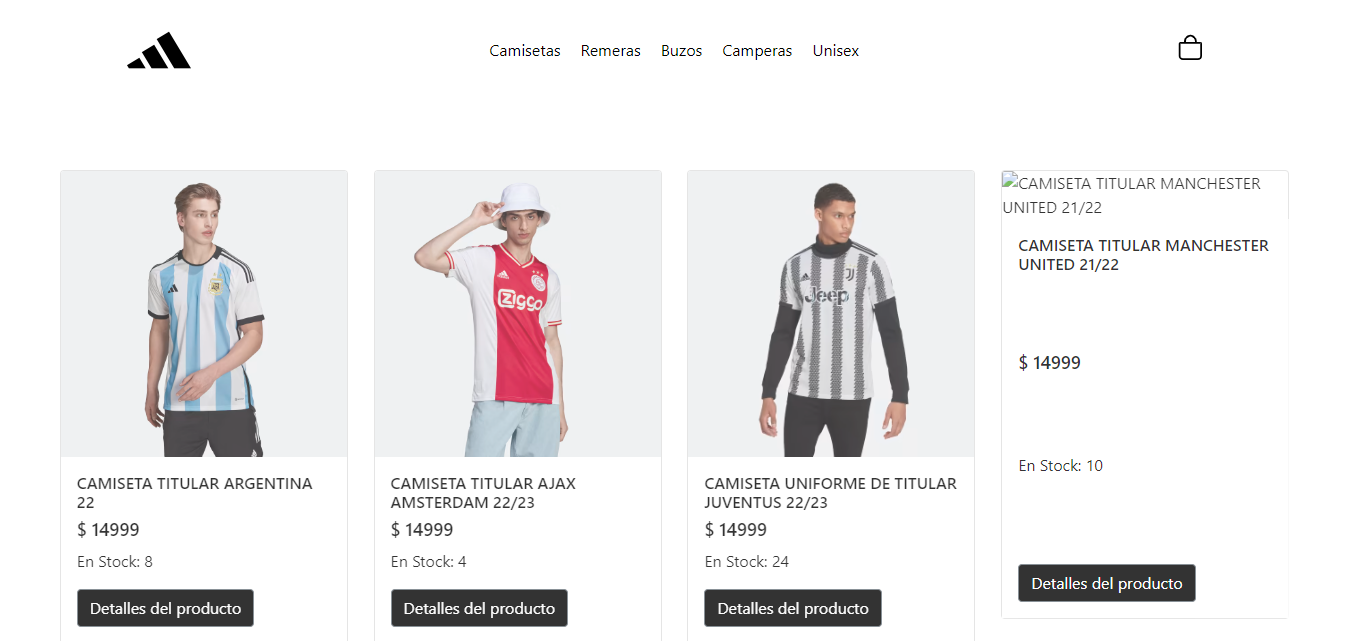 Camisetas Remeras Buzos Camperas Unisex
Ziggo
Jeep
CAMISETA TITULAR ARGENTINA
22
$ 14999
En Stock: 8
Detalles del producto
CAMISETA TITULAR AJAX
AMSTERDAM 22/23
$ 14999
En Stock: 4
Detalles del producto
CAMISETA UNIFORME DE TITULAR
JUVENTUS 22/23
$ 14999
En Stock: 24
Detalles del producto
CAMISETA TITULAR MANCHESTER
UNITED 21/22
CAMISETA TITULAR MANCHESTER
UNITED 21/22
$ 14999
En Stock: 10
Detalles del producto